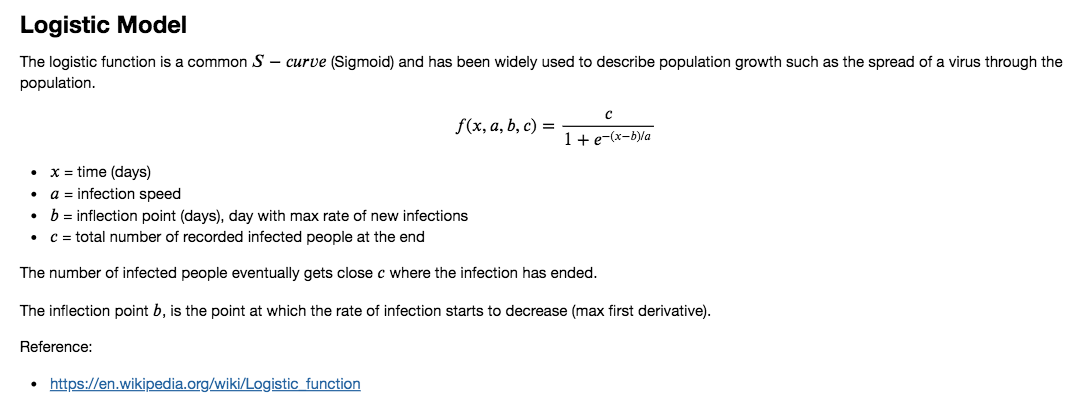 Logistic Model
The logistic function is a common S − curve (Sigmoid) and has been widely used to describe population growth such as the spread of a virus through the
population.
f(x, a, b, c) = c / (1 + e^−(x−b)/a)
• x = time (days)
• a = infection speed
• b = inflection point (days), day with max rate of new infections
• c = total number of recorded infected people at the end
The number of infected people eventually gets close c where the infection has ended.
The inflection point b, is the point at which the rate of infection starts to decrease (max first derivative).
Reference:
• https://en.wikipedia.org/wiki/Logistic_function